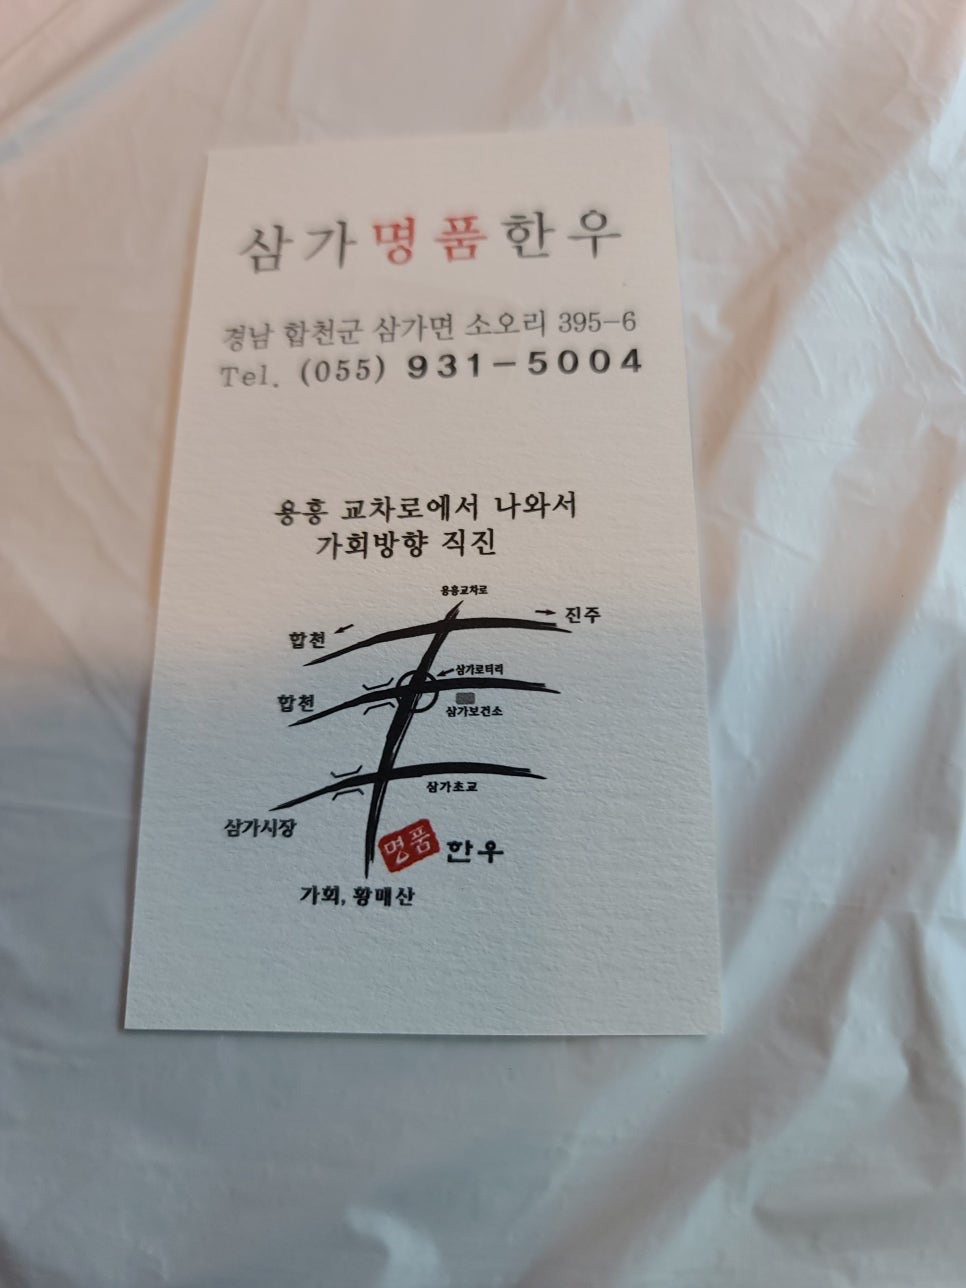 삼가명품한우
경남 합천군 삼가면 소오리 395-6
Tel. (055) 931-5004
용흥 교차로에서 나와서
가회방향 직진
용흥교차로
진주
합천
삼가로터리
합천
삼가보건소
삼가초교
삼가시장
명품 한우
가회, 황매산